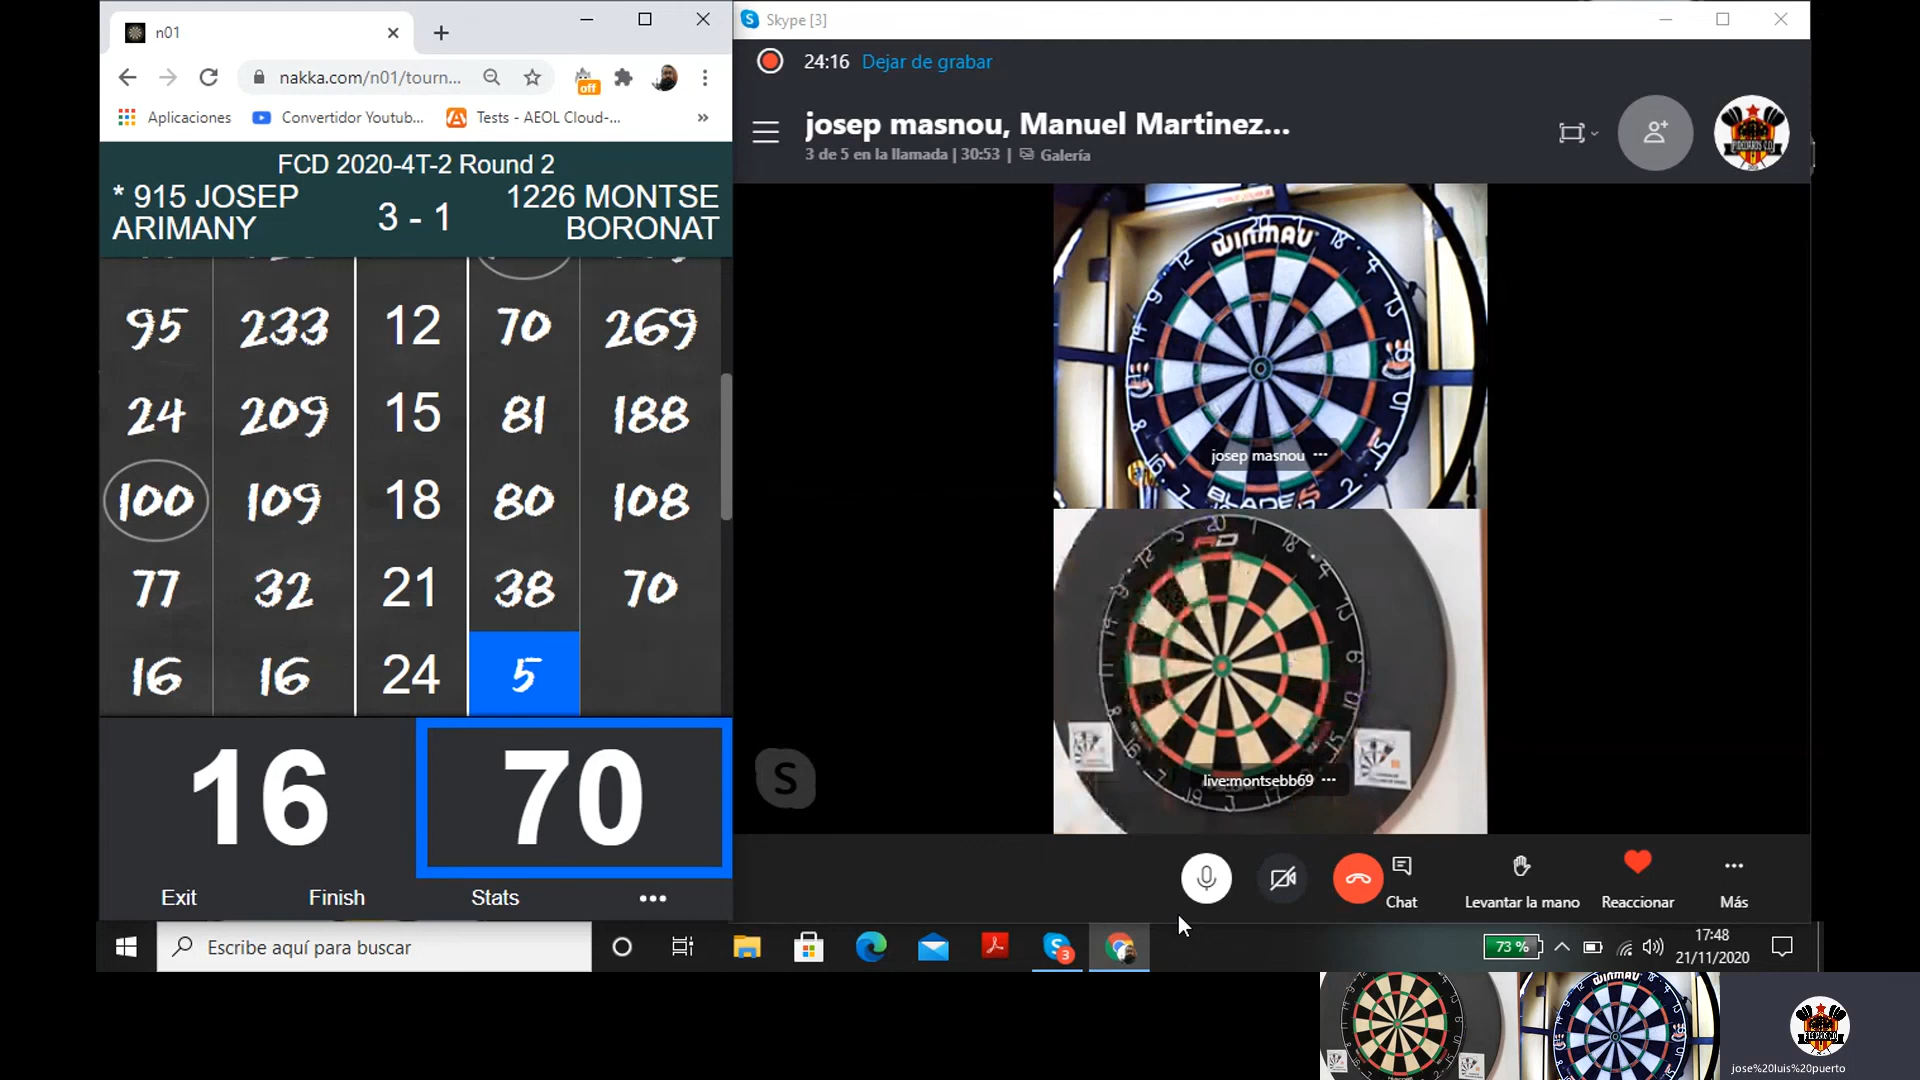 n01
nakka.com/n01/tourn...
off
Aplicaciones
Convertidor Youtub...
Tests - AEOL Cloud-...
»
FCD 2020-4T-2 Round 2
* 915 JOSEP ARIMANY
3 - 1
1226 MONTSE BORONAT
95 233 12 70 269
24 209 15 81 188
100 109 18 80 108
77 32 21 38 70
16 16 24 5
16 70
Exit
Finish
Stats
Skype [3]
24:16 Dejar de grabar
josep masnou, Manuel Martinez...
3 de 5 en la llamada | 30:53 | Galería
WINMAU
BLADE 5
josep masnou
live:montsebb69
Chat
Levantar la mano
Reaccionar
Más
Escribe aquí para buscar
3
73 %
17:48
21/11/2020
jose%20luis%20puerto